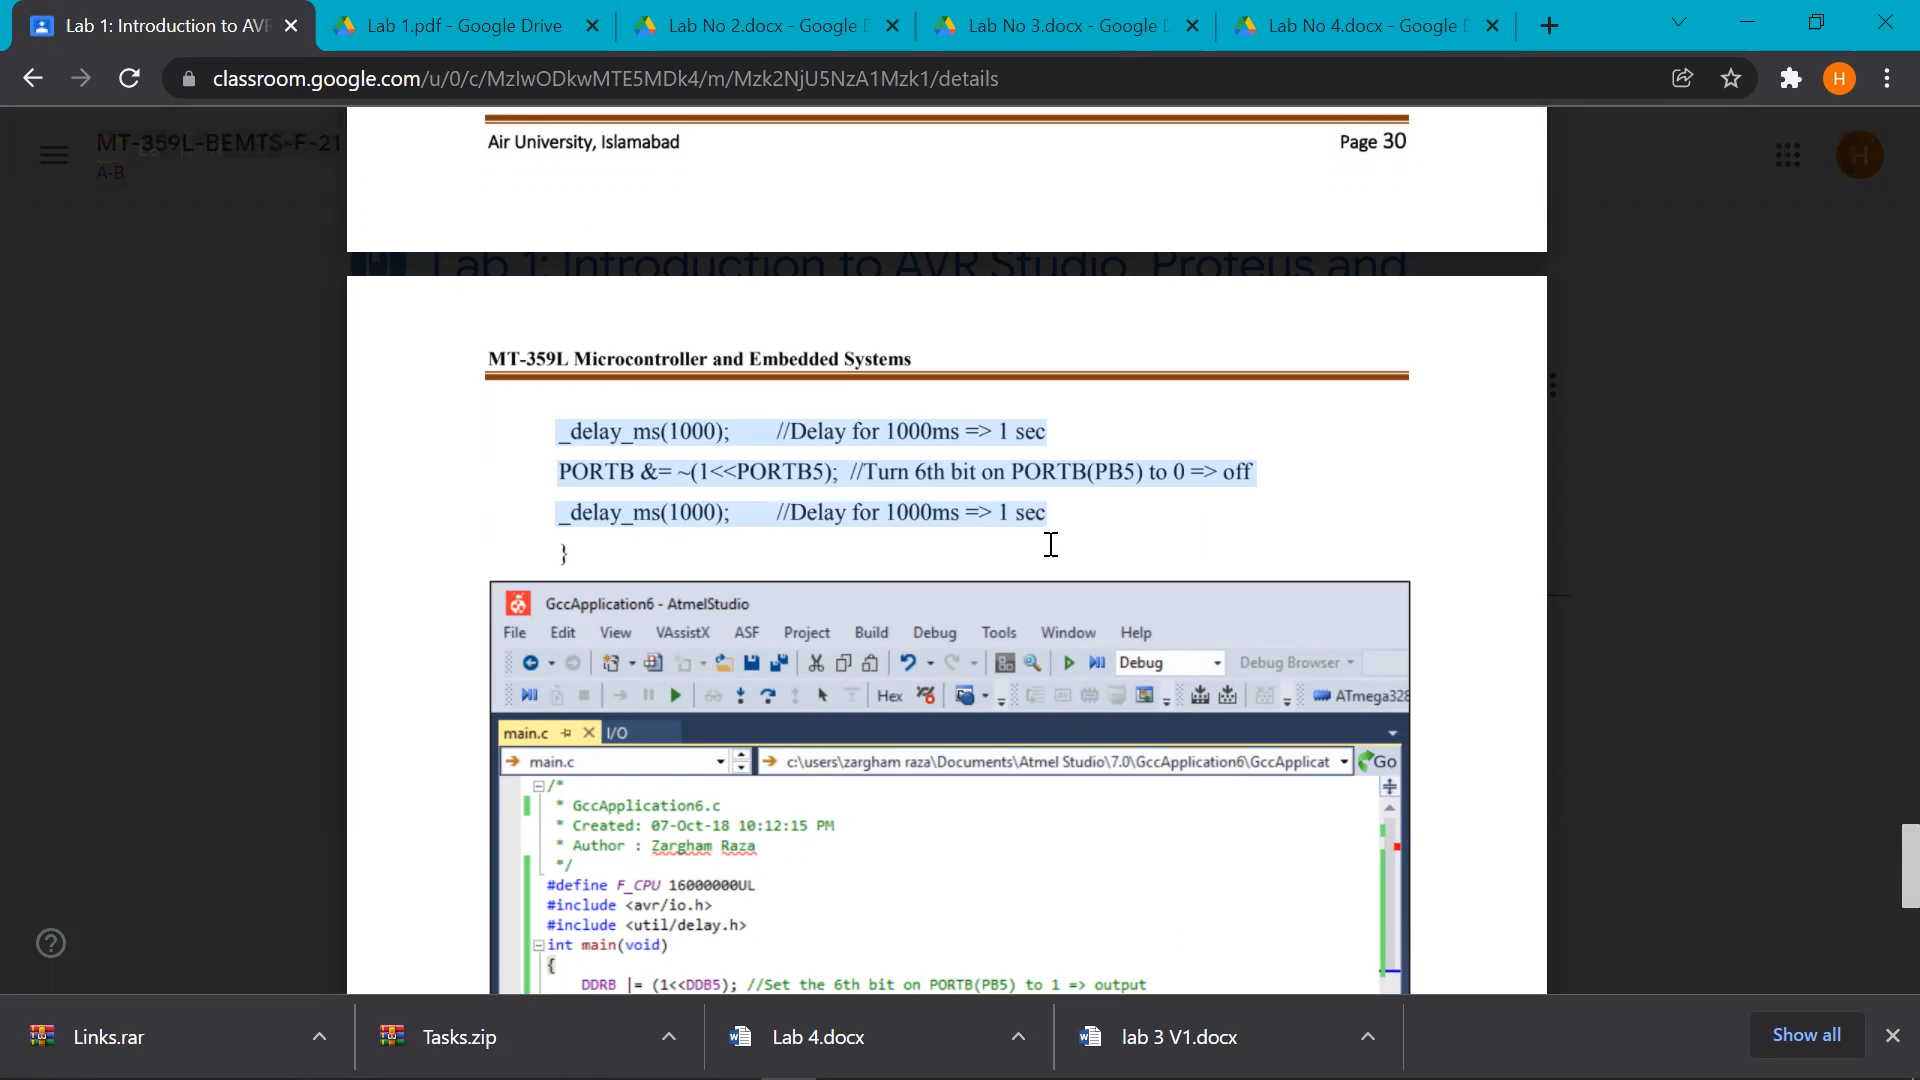 Lab 1: Introduction to AVR
Lab 1.pdf - Google Drive
Lab No 2.docx - Google D
Lab No 3.docx - Google D
Lab No 4.docx - Google D
classroom.google.com/u/0/c/MzIwODkwMTE5MDk4/m/Mzk2NjU5NzA1Mzk1/details
H
MT-359L-BEMTS-F-21
A-B
H
Air University, Islamabad
Page 30
Lab 1: Introduction to AVR Studio, Proteus and
MT-359L Microcontroller and Embedded Systems
_delay_ms(1000); //Delay for 1000ms => 1 sec
PORTB &= ~(1<<PORTB5); //Turn 6th bit on PORTB(PB5) to 0 => off
_delay_ms(1000); //Delay for 1000ms => 1 sec
}
GccApplication6 - AtmelStudio
File Edit View VAssistX ASF Project Build Debug Tools Window Help
Debug Debug Browser
Hex ATmega328
main.c I/O
main.c c:\users\zargham raza\Documents\Atmel Studio\7.0\GccApplication6\GccApplicat Go
/*
* GccApplication6.c
* Created: 07-Oct-18 10:12:15 PM
* Author : Zargham Raza
*/
#define F_CPU 16000000UL
#include <avr/io.h>
#include <util/delay.h>
int main(void)
{
DDRB |= (1<<DDB5); //Set the 6th bit on PORTB(PB5) to 1 => output
Links.rar
Tasks.zip
Lab 4.docx
lab 3 V1.docx
Show all